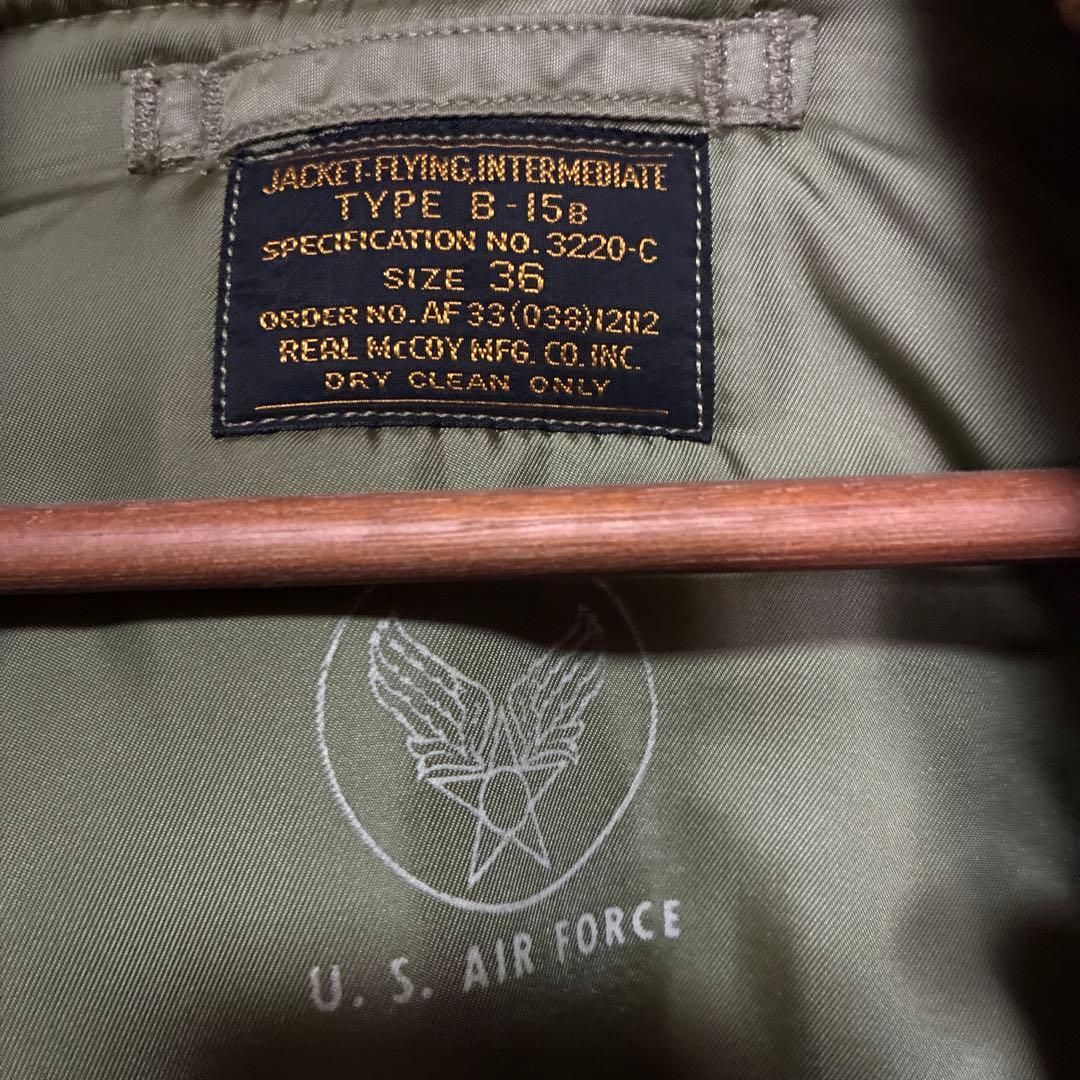 JACKET-FLYING, INTERMEDIATE
TYPE B-15B
SPECIFICATION NO. 3220-C
SIZE 36
ORDER NO. AF 33(038)12112
REAL McCOY MFG. CO. INC.
DRY CLEAN ONLY
U. S. AIR FORCE